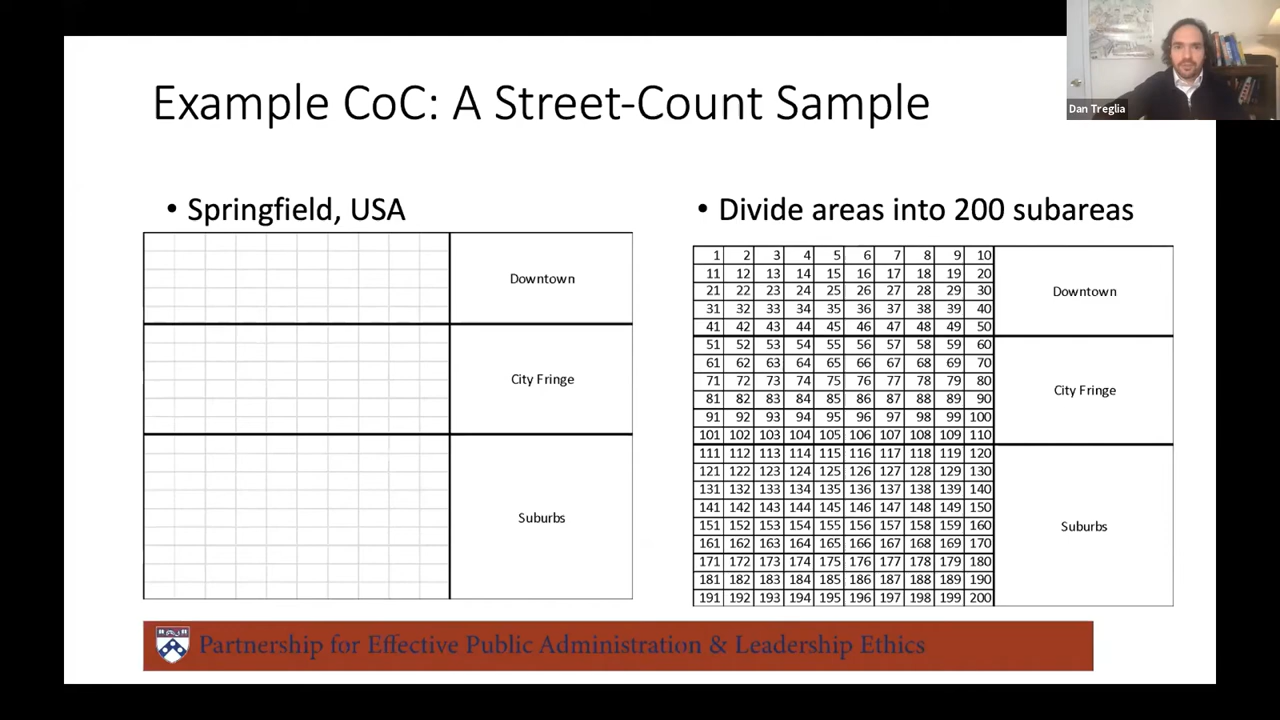 Example CoC: A Street-Count Sample
Dan Treglia
• Springfield, USA
Downtown
City Fringe
Suburbs
• Divide areas into 200 subareas
1 2 3 4 5 6 7 8 9 10
11 12 13 14 15 16 17 18 19 20
21 22 23 24 25 26 27 28 29 30
31 32 33 34 35 36 37 38 39 40
41 42 43 44 45 46 47 48 49 50
Downtown
51 52 53 54 55 56 57 58 59 60
61 62 63 64 65 66 67 68 69 70
71 72 73 74 75 76 77 78 79 80
81 82 83 84 85 86 87 88 89 90
91 92 93 94 95 96 97 98 99 100
101 102 103 104 105 106 107 108 109 110
City Fringe
111 112 113 114 115 116 117 118 119 120
121 122 123 124 125 126 127 128 129 130
131 132 133 134 135 136 137 138 139 140
141 142 143 144 145 146 147 148 149 150
151 152 153 154 155 156 157 158 159 160
161 162 163 164 165 166 167 168 169 170
171 172 173 174 175 176 177 178 179 180
181 182 183 184 185 186 187 188 189 190
191 192 193 194 195 196 197 198 199 200
Suburbs
Partnership for Effective Public Administration & Leadership Ethics